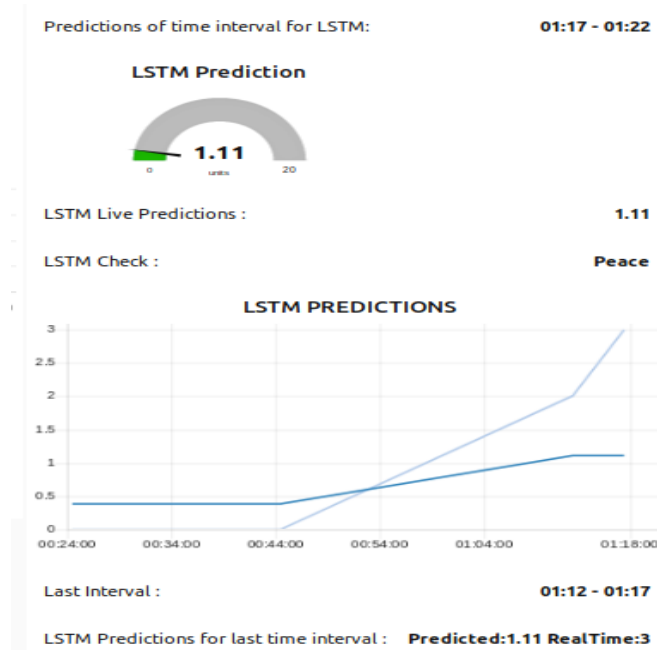 Predictions of time interval for LSTM: 01:17 - 01:22
LSTM Prediction
1.11
0 units 20
LSTM Live Predictions : 1.11
LSTM Check : Peace
LSTM PREDICTIONS
3
2.5
2
1.5
1
0.5
0
00:24:00 00:34:00 00:44:00 00:54:00 01:04:00 01:18:00
Last Interval : 01:12 - 01:17
LSTM Predictions for last time interval : Predicted:1.11 RealTime:3